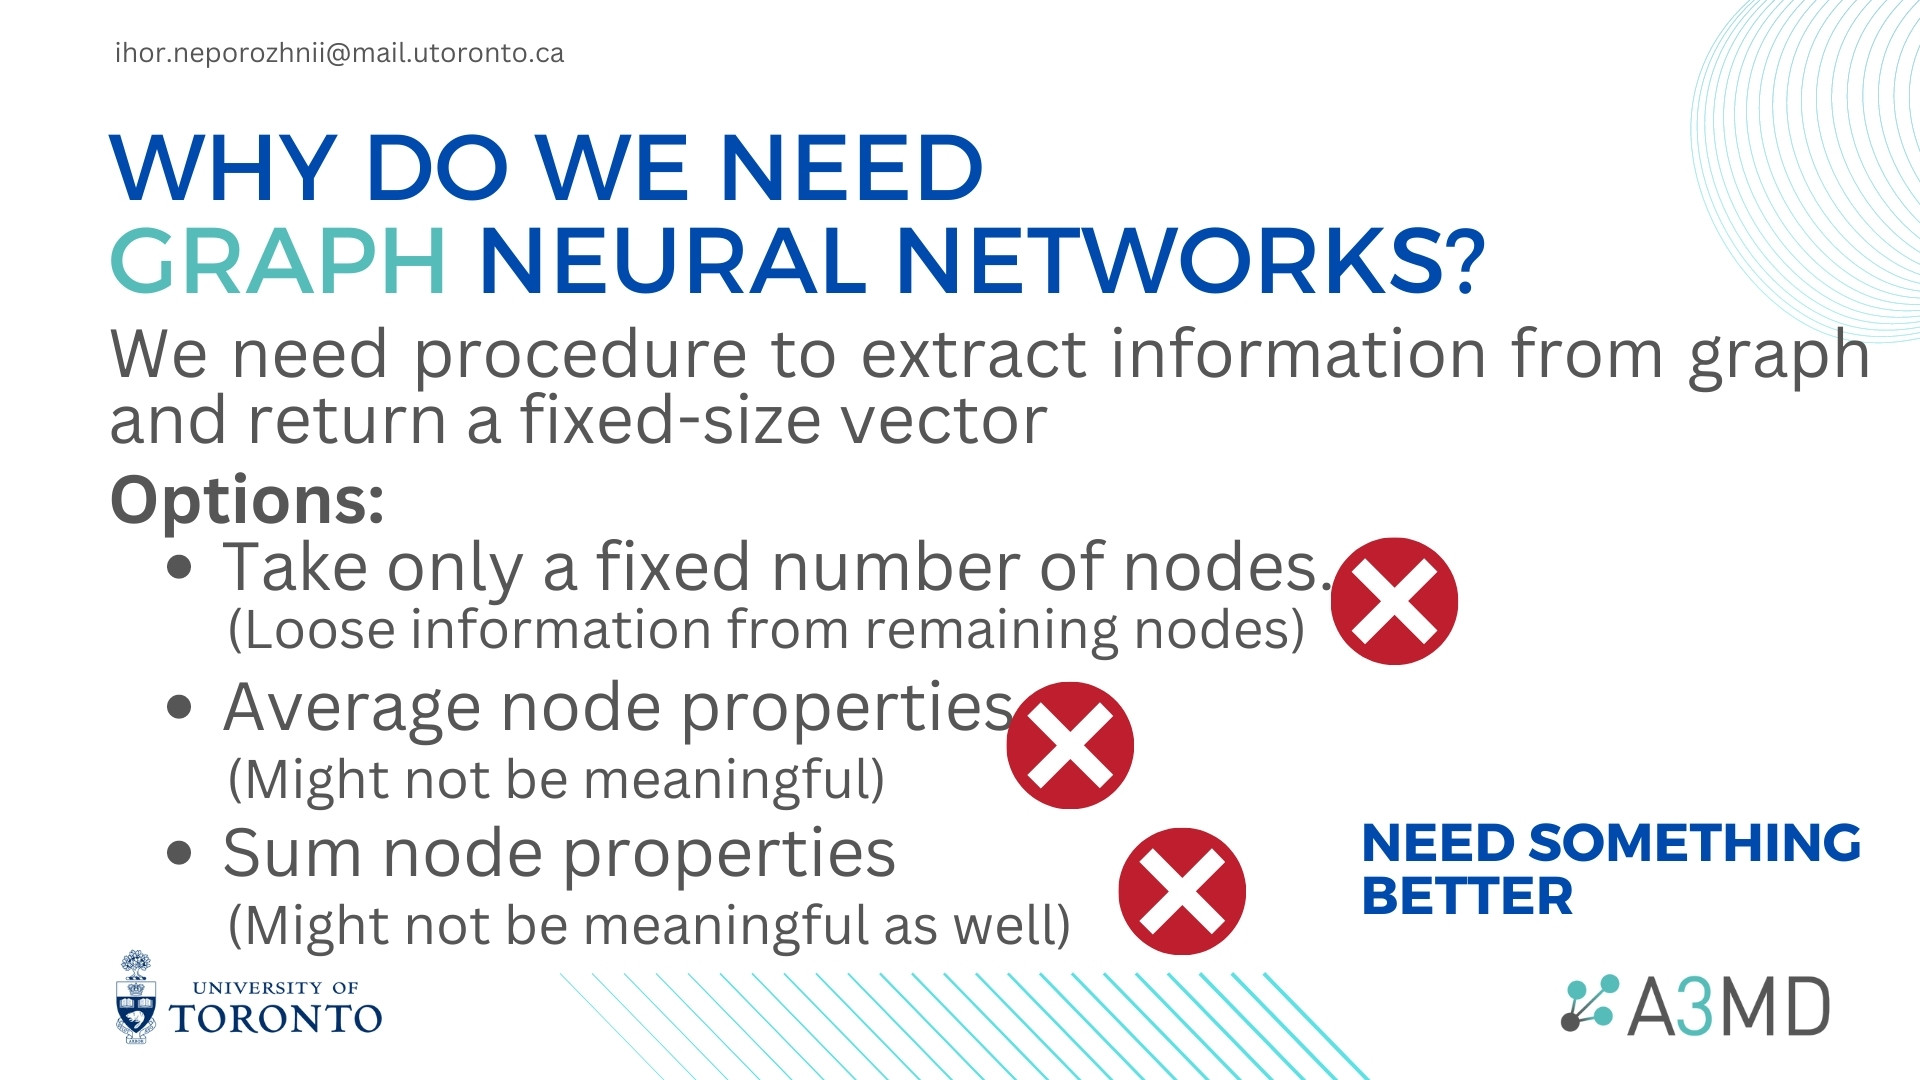 ihor.neporozhnii@mail.utoronto.ca
WHY DO WE NEED
GRAPH NEURAL NETWORKS?
We need procedure to extract information from graph
and return a fixed-size vector
Options:
• Take only a fixed number of nodes.
(Loose information from remaining nodes)
• Average node properties
(Might not be meaningful)
• Sum node properties
(Might not be meaningful as well)
NEED SOMETHING
BETTER
UNIVERSITY OF
TORONTO
A3MD